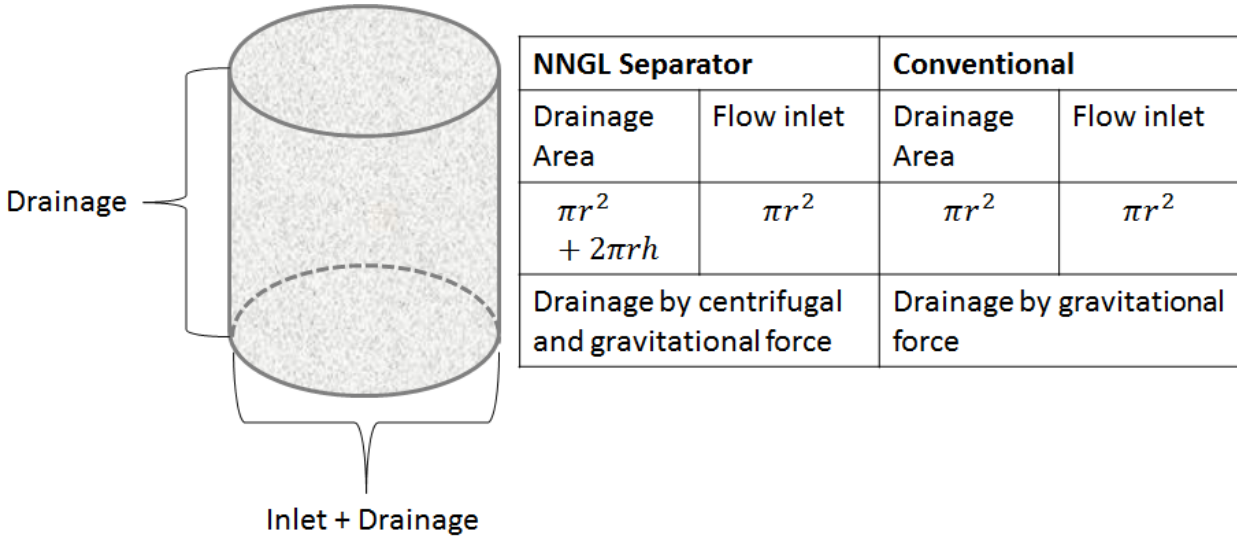 Drainage
Inlet + Drainage
NNGL Separator
Conventional
Drainage
Area
Flow inlet
Drainage
Area
Flow inlet
πr²
+ 2πrh
πr²
πr²
πr²
Drainage by centrifugal
and gravitational force
Drainage by gravitational
force